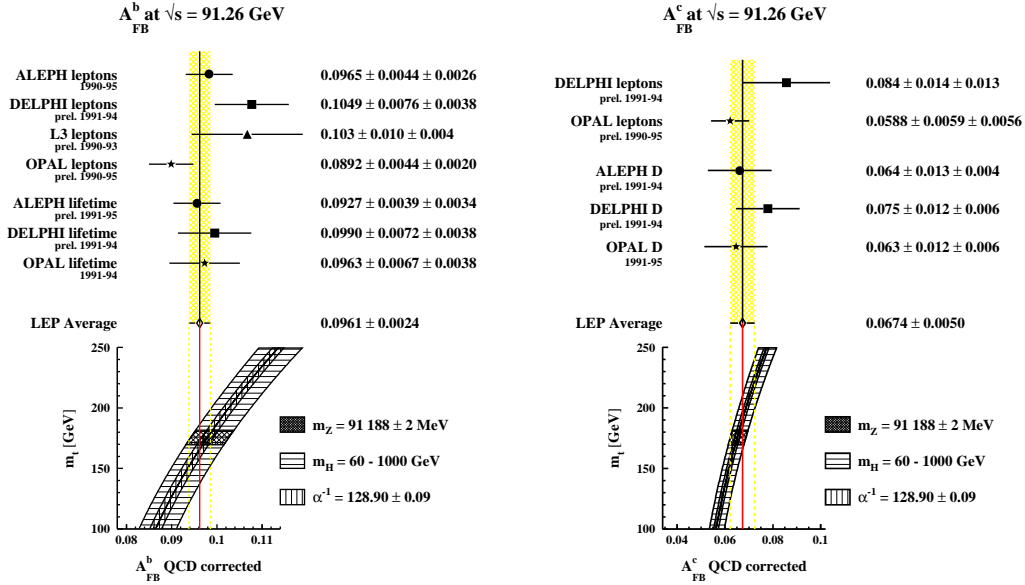 A^b_FB at √s = 91.26 GeV
ALEPH leptons 0.0965 ± 0.0044 ± 0.0026
1990-95
DELPHI leptons 0.1049 ± 0.0076 ± 0.0038
prel. 1991-94
L3 leptons 0.103 ± 0.010 ± 0.004
prel. 1990-93
OPAL leptons 0.0892 ± 0.0044 ± 0.0020
prel. 1990-95
ALEPH lifetime 0.0927 ± 0.0039 ± 0.0034
prel. 1991-95
DELPHI lifetime 0.0990 ± 0.0072 ± 0.0038
prel. 1991-94
OPAL lifetime 0.0963 ± 0.0067 ± 0.0038
1991-94
LEP Average 0.0961 ± 0.0024
250
200
150
100
m_t [GeV]
m_Z = 91 188 ± 2 MeV
m_H = 60 - 1000 GeV
α^-1 = 128.90 ± 0.09
0.08 0.09 0.1 0.11
A^b_FB QCD corrected
A^c_FB at √s = 91.26 GeV
DELPHI leptons 0.084 ± 0.014 ± 0.013
prel. 1991-94
OPAL leptons 0.0588 ± 0.0059 ± 0.0056
prel. 1990-95
ALEPH D 0.064 ± 0.013 ± 0.004
prel. 1991-94
DELPHI D 0.075 ± 0.012 ± 0.006
prel. 1991-94
OPAL D 0.063 ± 0.012 ± 0.006
1991-95
LEP Average 0.0674 ± 0.0050
250
200
150
100
m_t [GeV]
m_Z = 91 188 ± 2 MeV
m_H = 60 - 1000 GeV
α^-1 = 128.90 ± 0.09
0.04 0.06 0.08 0.1
A^c_FB QCD corrected